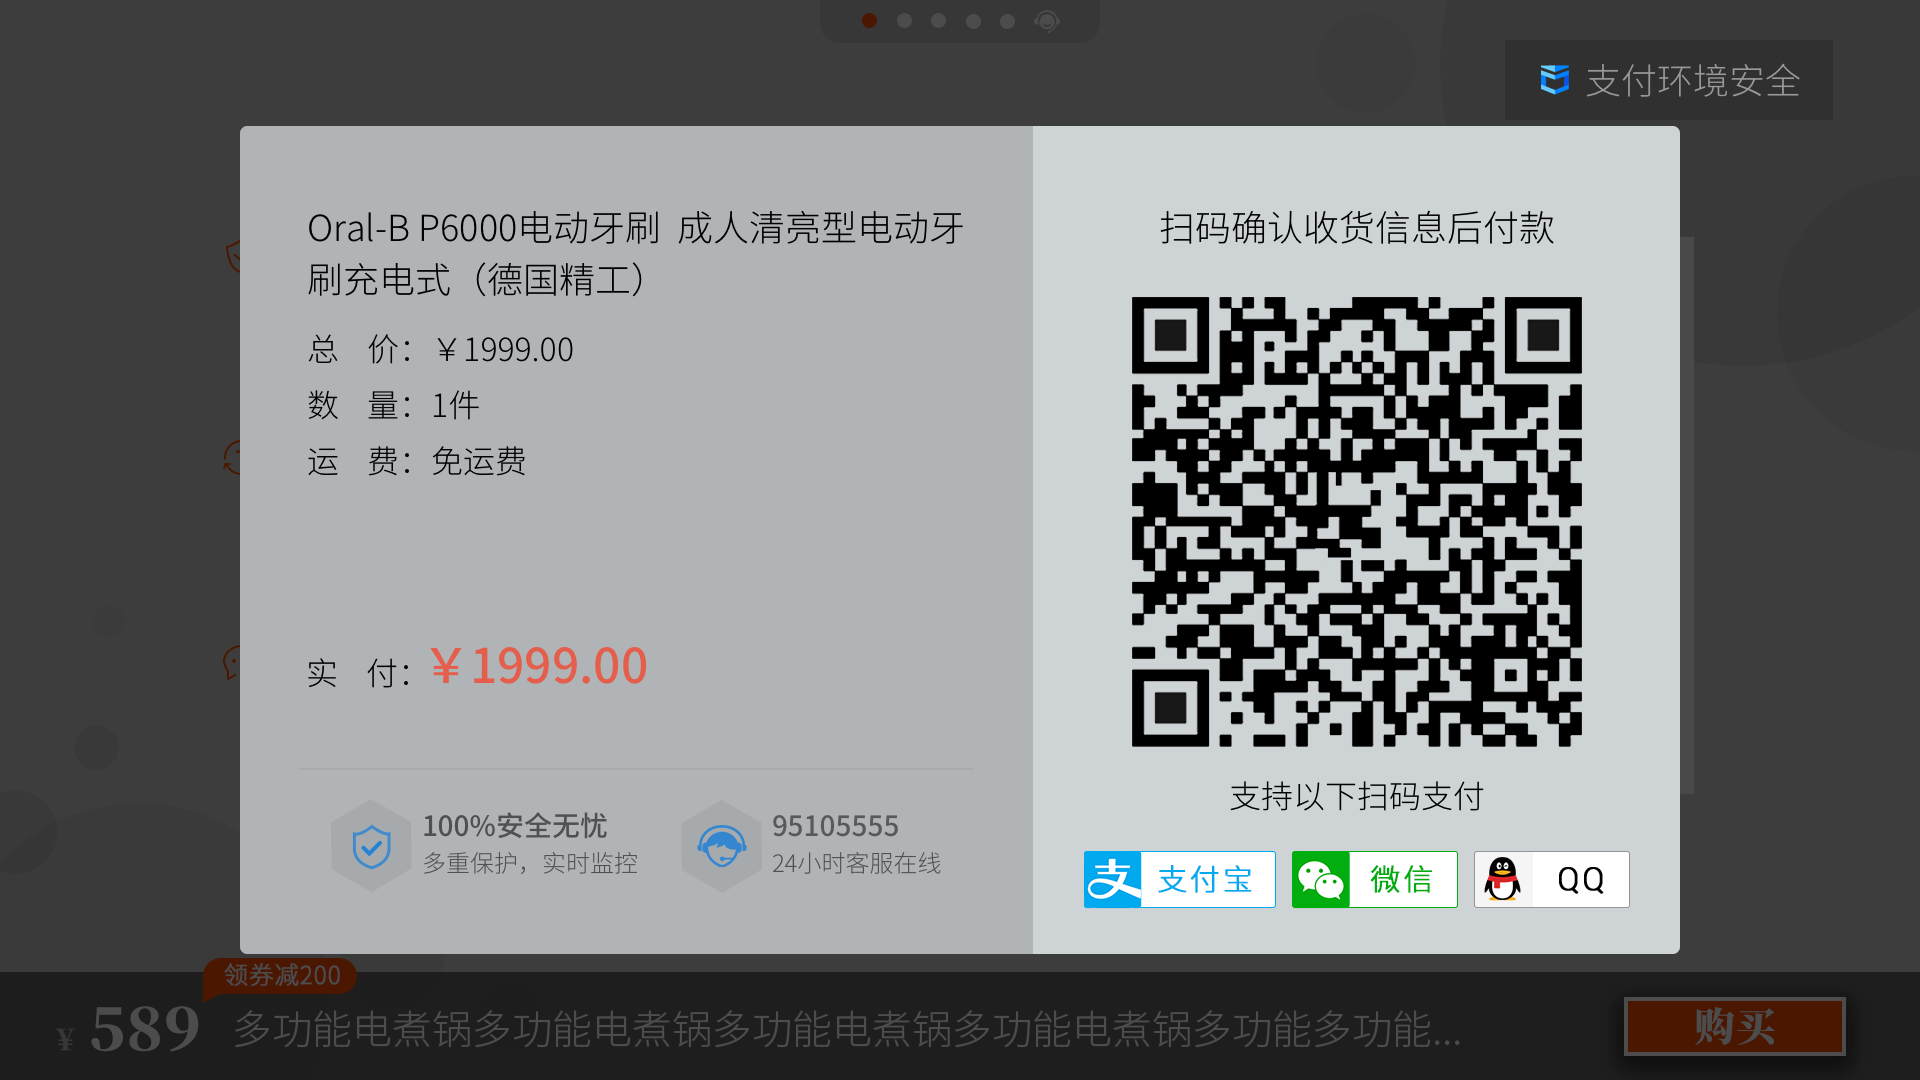 支付环境安全
Oral-B P6000电动牙刷 成人清亮型电动牙
刷充电式（德国精工）
总 价：￥1999.00
数 量：1件
运 费：免运费
实 付：￥1999.00
100%安全无忧
多重保护，实时监控
95105555
24小时客服在线
扫码确认收货信息后付款
支持以下扫码支付
支 支付宝
微信
QQ
领券减200
￥589
多功能电煮锅多功能电煮锅多功能电煮锅多功能电煮锅多功能多功能...
购买